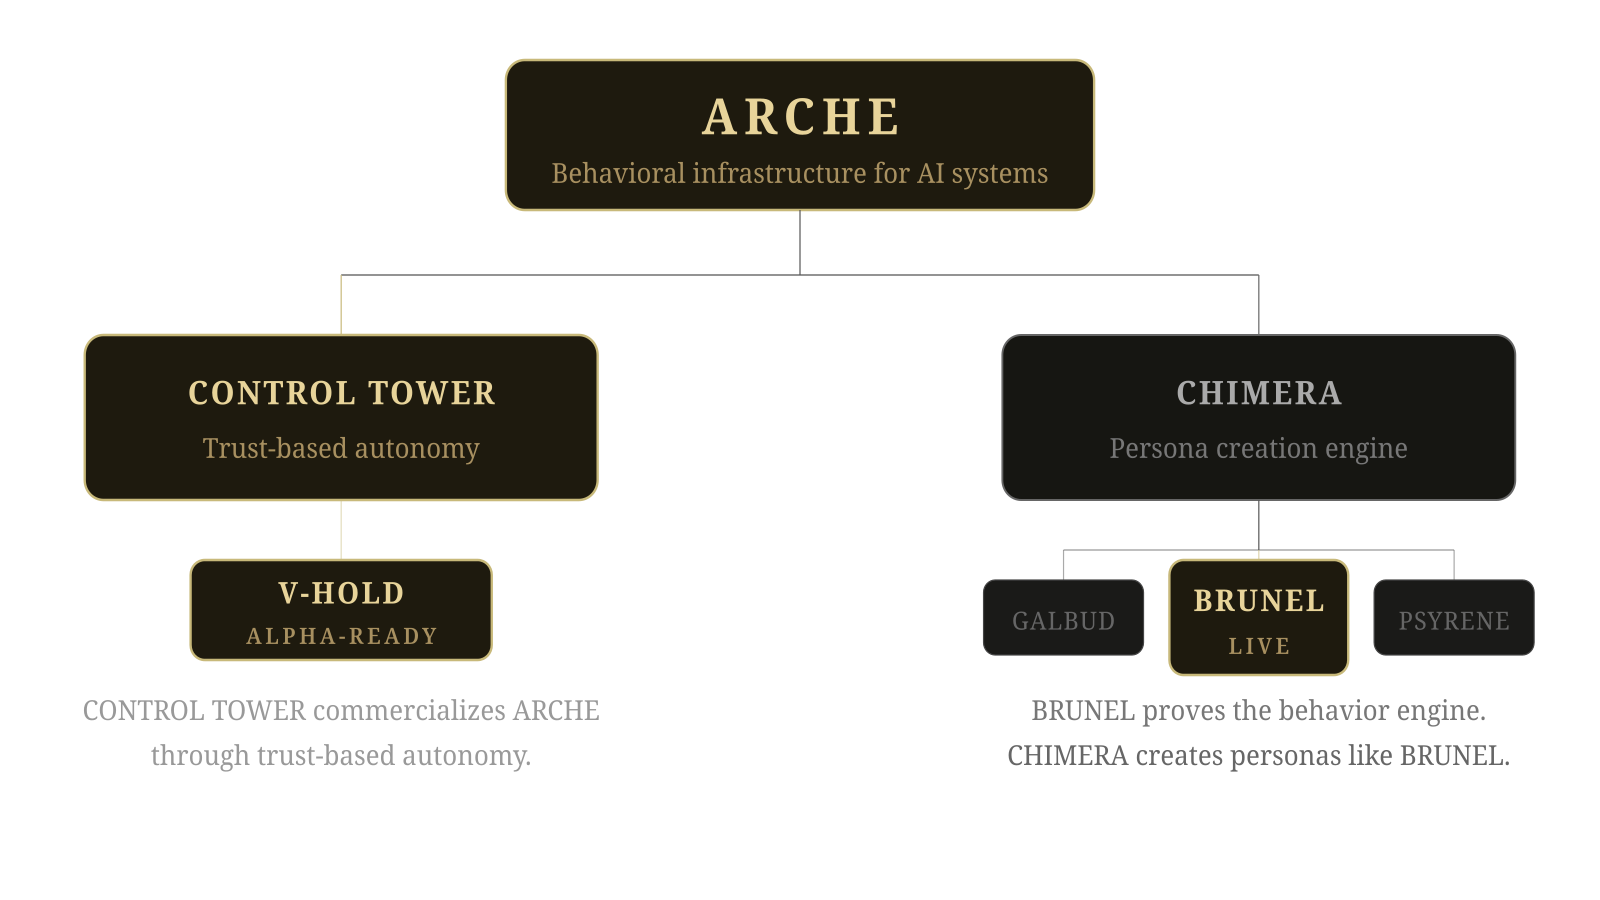 ARCHE
Behavioral infrastructure for AI systems
CONTROL TOWER
Trust-based autonomy
CHIMERA
Persona creation engine
V-HOLD
ALPHA-READY
GALBUD
BRUNEL
LIVE
PSYRENE
CONTROL TOWER commercializes ARCHE
through trust-based autonomy.
BRUNEL proves the behavior engine.
CHIMERA creates personas like BRUNEL.